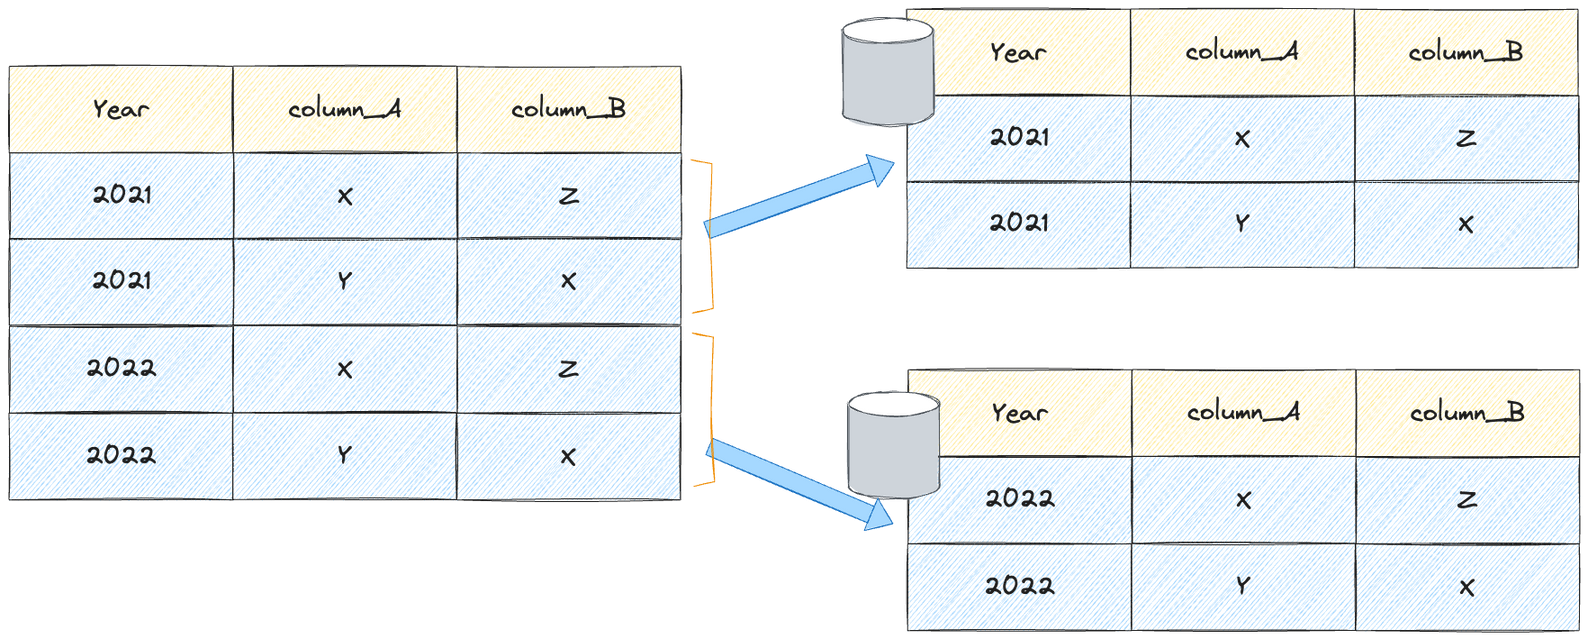 Year column_A column_B
2021 X Z
2021 Y X
2022 X Z
2022 Y X
Year column_A column_B
2021 X Z
2021 Y X
Year column_A column_B
2022 X Z
2022 Y X